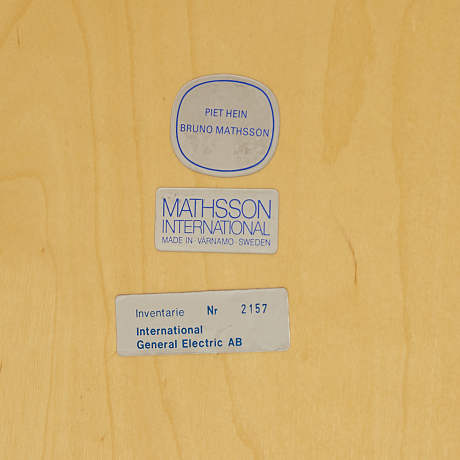 PIET HEIN
BRUNO MATHSSON
MATHSSON
INTERNATIONAL
MADE IN · VÄRNAMO · SWEDEN
Inventarie Nr 2157
International
General Electric AB